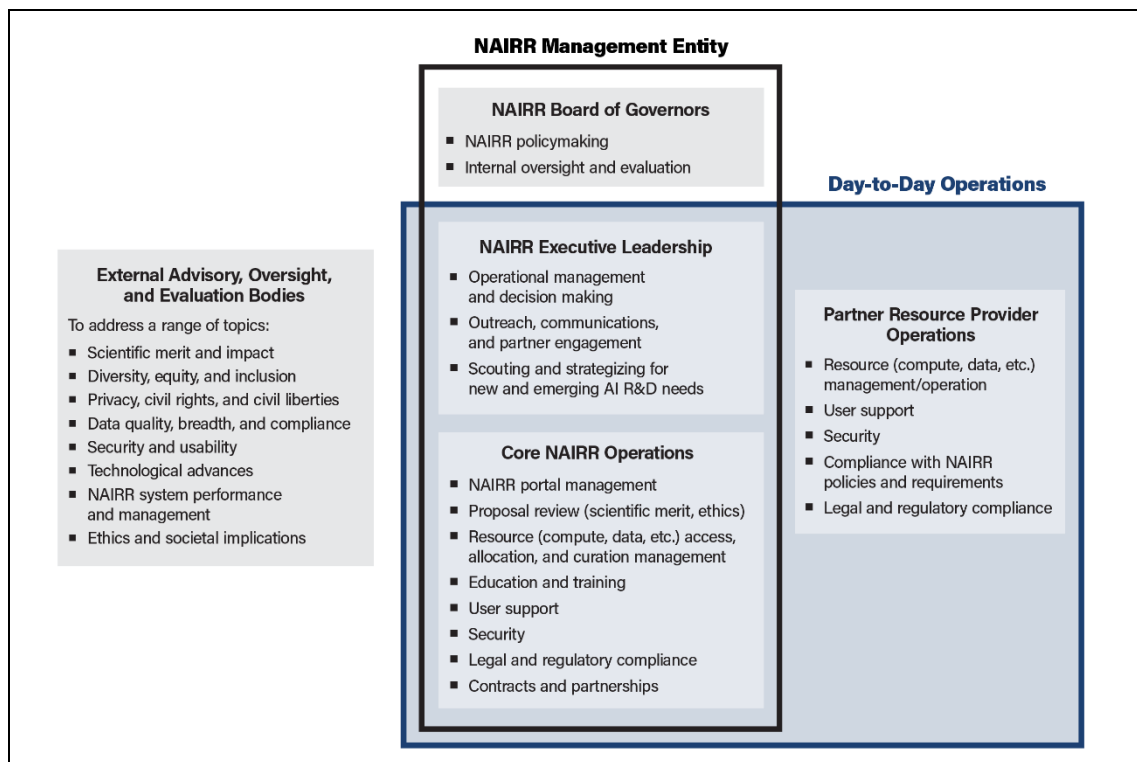 NAIRR Management Entity
NAIRR Board of Governors
■ NAIRR policymaking
■ Internal oversight and evaluation
Day-to-Day Operations
External Advisory, Oversight,
and Evaluation Bodies
To address a range of topics:
■ Scientific merit and impact
■ Diversity, equity, and inclusion
■ Privacy, civil rights, and civil liberties
■ Data quality, breadth, and compliance
■ Security and usability
■ Technological advances
■ NAIRR system performance
and management
■ Ethics and societal implications
NAIRR Executive Leadership
■ Operational management
and decision making
■ Outreach, communications,
and partner engagement
■ Scouting and strategizing for
new and emerging AI R&D needs
Core NAIRR Operations
■ NAIRR portal management
■ Proposal review (scientific merit, ethics)
■ Resource (compute, data, etc.) access,
allocation, and curation management
■ Education and training
■ User support
■ Security
■ Legal and regulatory compliance
■ Contracts and partnerships
Partner Resource Provider
Operations
■ Resource (compute, data, etc.)
management/operation
■ User support
■ Security
■ Compliance with NAIRR
policies and requirements
■ Legal and regulatory compliance